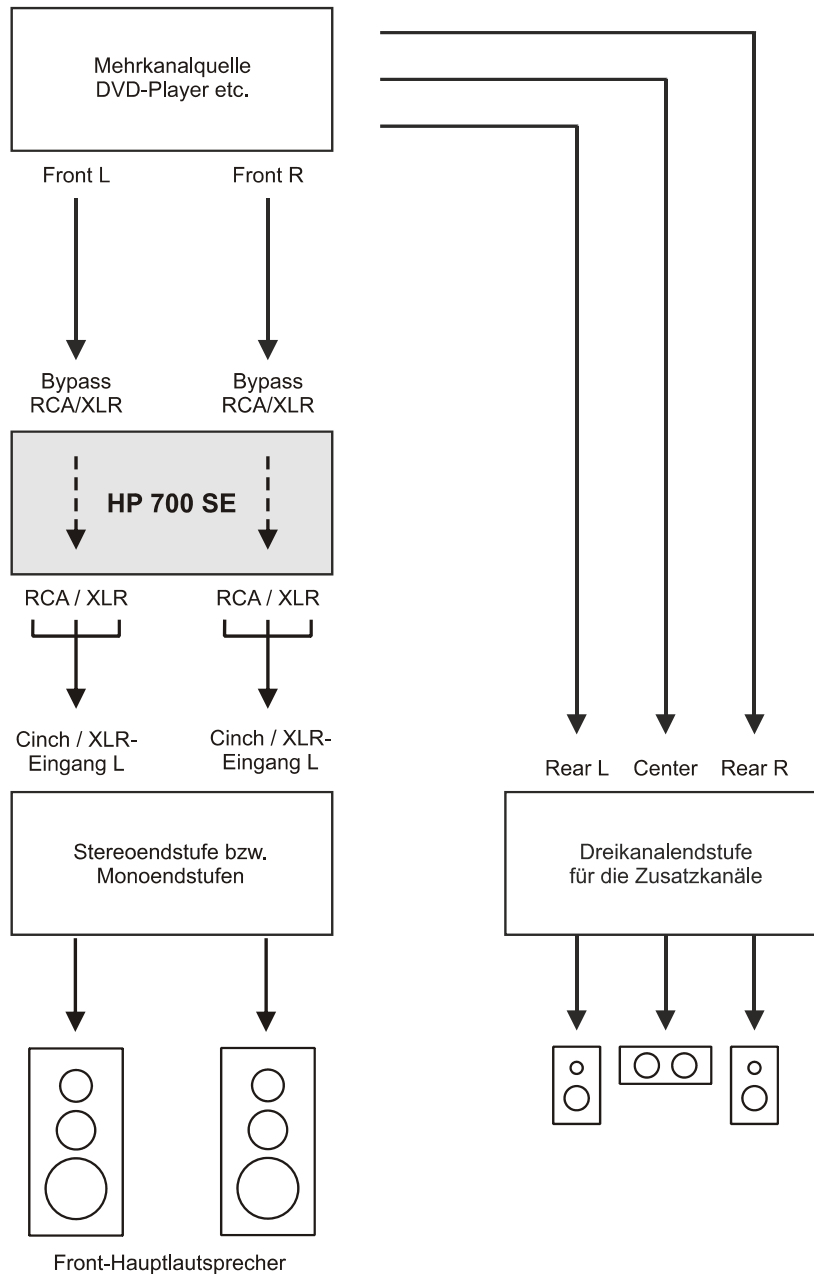 Mehrkanalquelle
DVD-Player etc.
Front L
Front R
Bypass
RCA/XLR
Bypass
RCA/XLR
HP 700 SE
RCA / XLR
RCA / XLR
Cinch / XLR-
Eingang L
Cinch / XLR-
Eingang L
Rear L
Center
Rear R
Stereoendstufe bzw.
Monoendstufen
Dreikanalendstufe
für die Zusatzkanäle
Front-Hauptlautsprecher